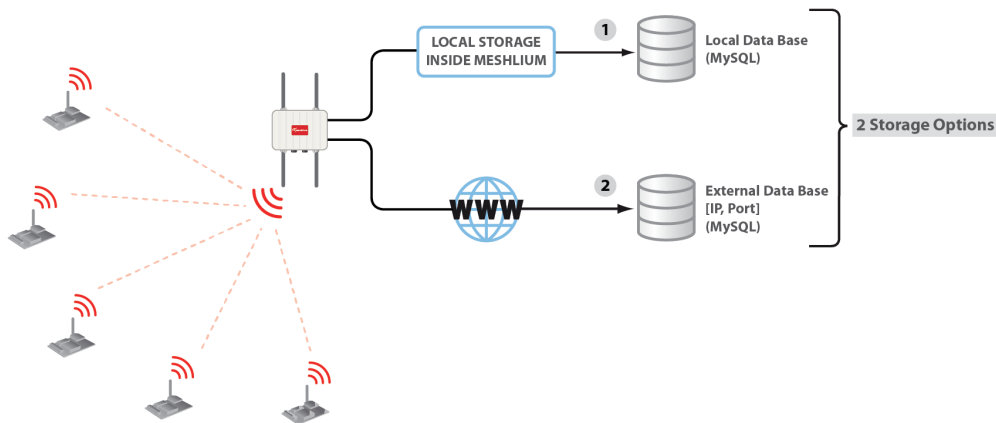 LOCAL STORAGE
INSIDE MESHLIUM
1
Local Data Base
(MySQL)
2 Storage Options
WWW
2
External Data Base
[IP, Port]
(MySQL)